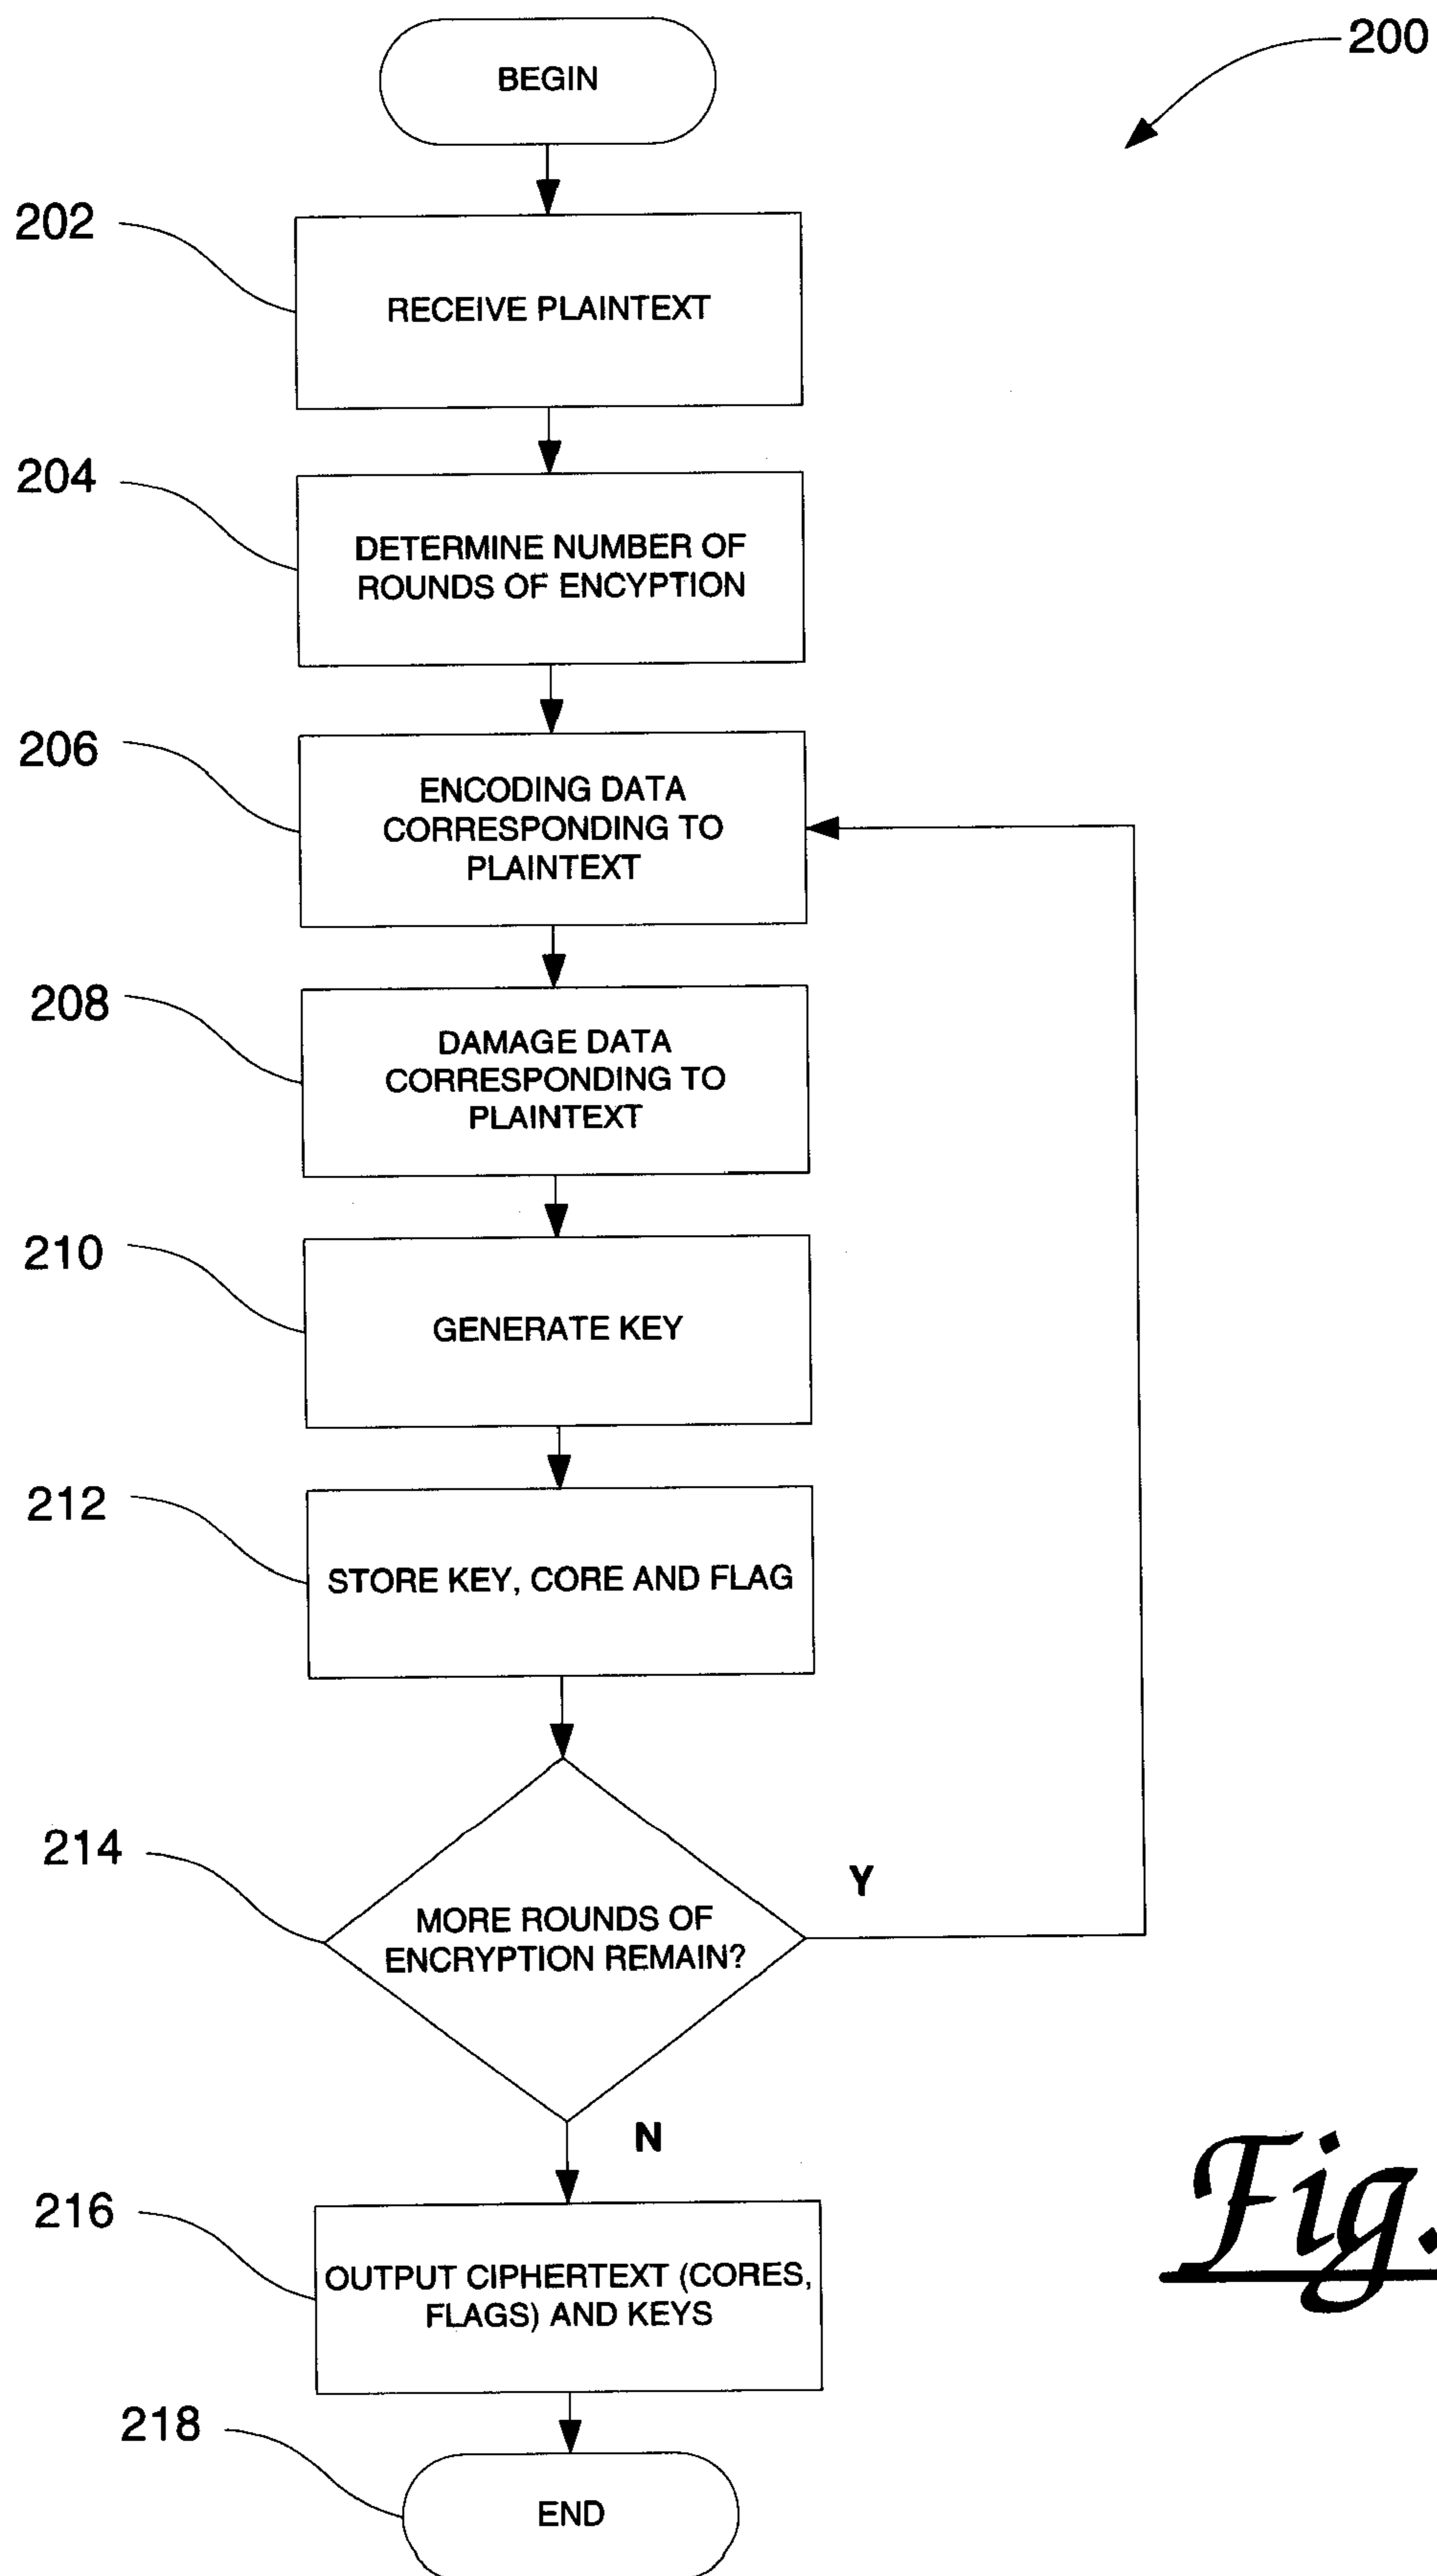 200
BEGIN
202
RECEIVE PLAINTEXT
204
DETERMINE NUMBER OF
ROUNDS OF ENCYPTION
206
ENCODING DATA
CORRESPONDING TO
PLAINTEXT
208
DAMAGE DATA
CORRESPONDING TO
PLAINTEXT
210
GENERATE KEY
212
STORE KEY, CORE AND FLAG
214
MORE ROUNDS OF
ENCRYPTION REMAIN?
Y
N
216
OUTPUT CIPHERTEXT (CORES,
FLAGS) AND KEYS
218
END
Fig.